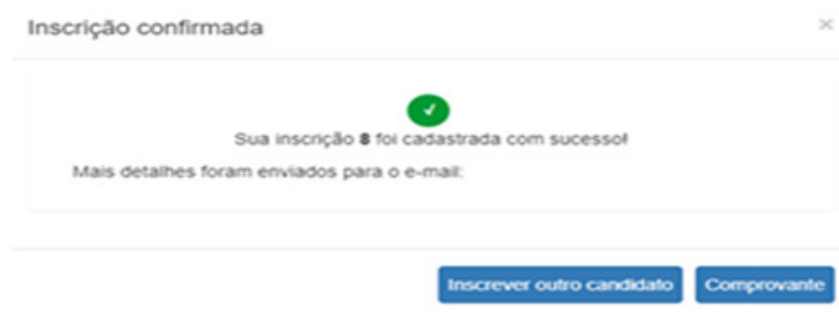 Inscrição confirmada ×
Sua inscrição 8 foi cadastrada com sucesso!
Mais detalhes foram enviados para o e-mail:
Inscrever outro candidato Comprovante